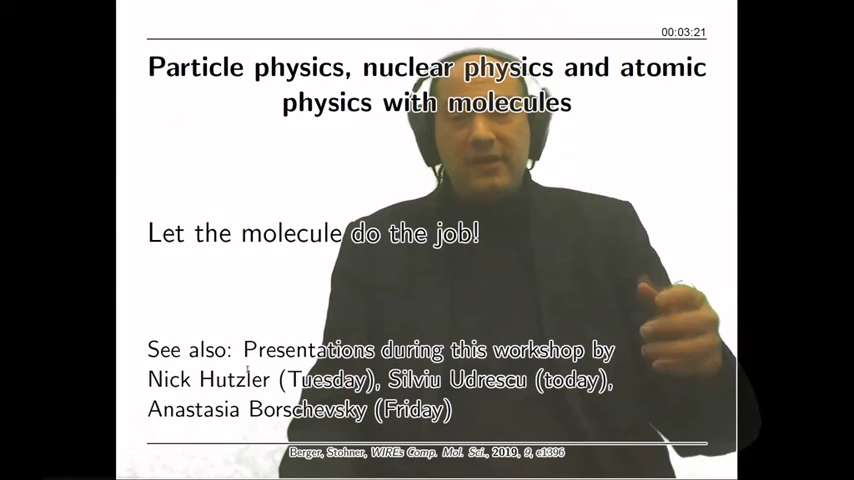 00:03:21
Particle physics, nuclear physics and atomic
physics with molecules
Let the molecule do the job!
See also: Presentations during this workshop by
Nick Hutzler (Tuesday), Silviu Udrescu (today),
Anastasia Borschevsky (Friday)
Berger, Stohner, WIREs Comp. Mol. Sci., 2019, 9, e1396